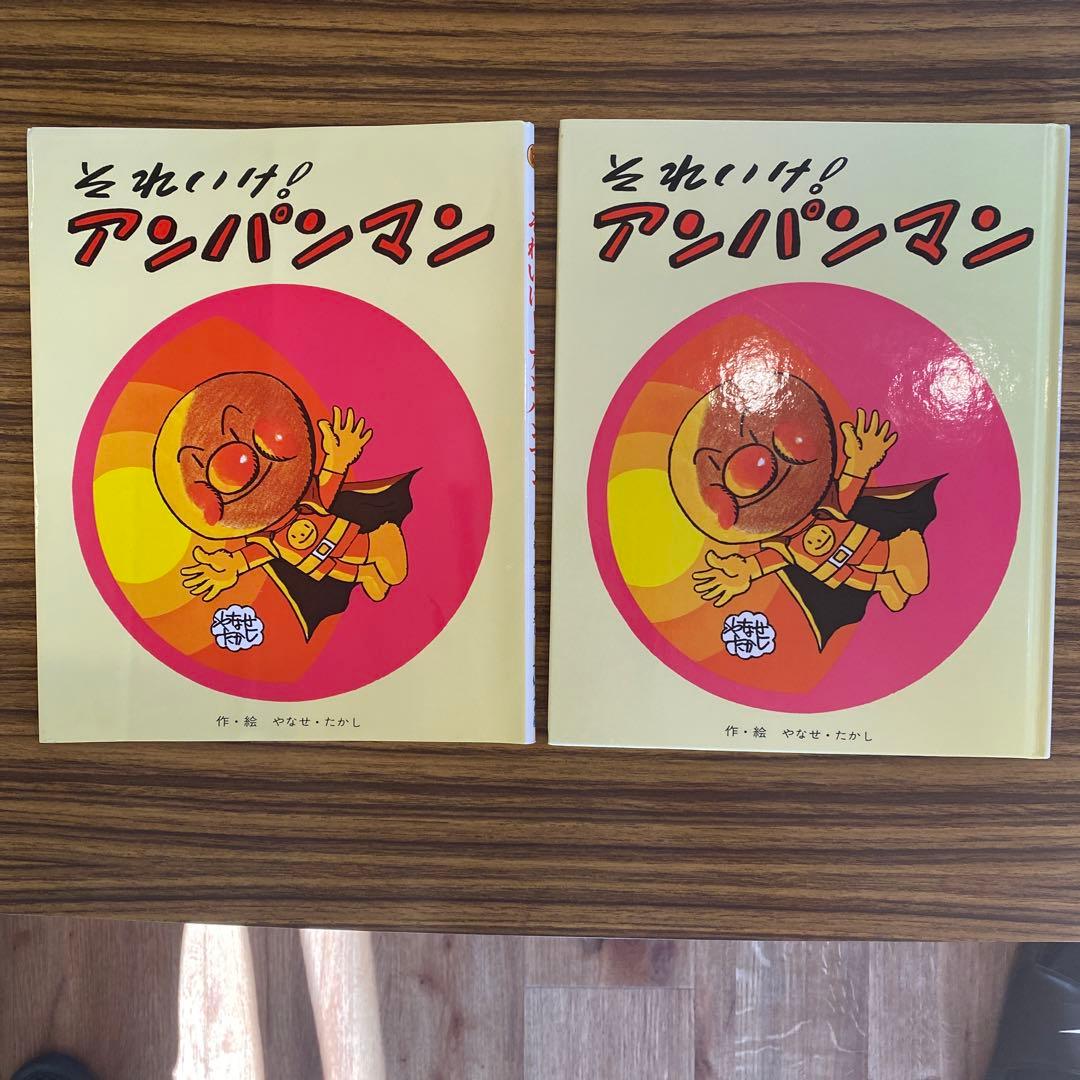 それいけ!
アンパンマン
やなせ
たかし
作・絵 やなせ・たかし
それいけ!
アンパンマン
やなせ
たかし
作・絵 やなせ・たかし